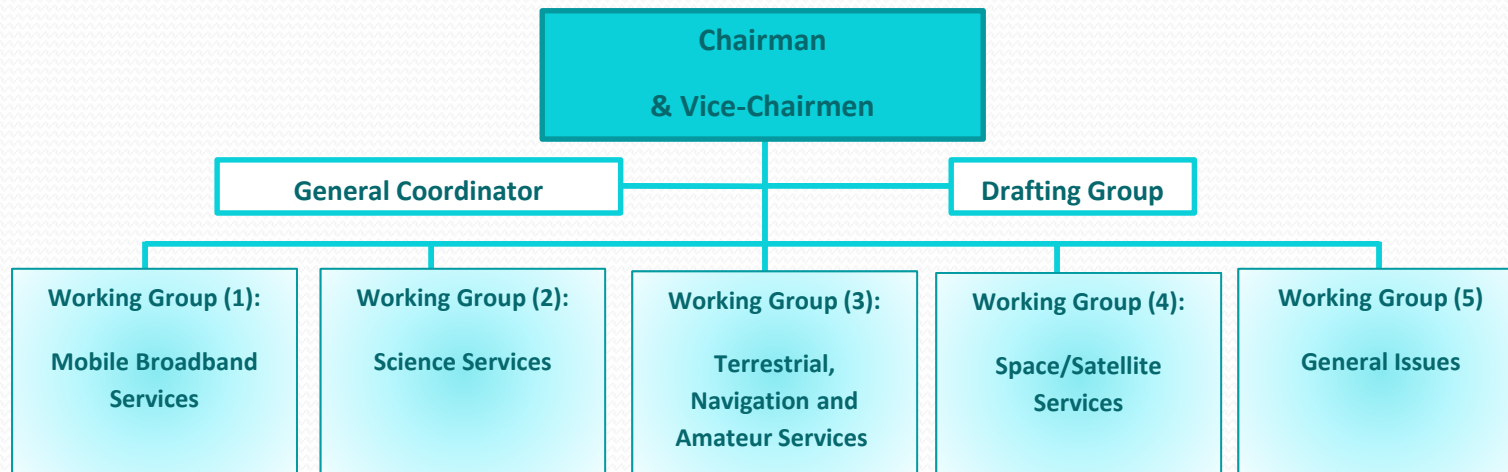 Chairman
& Vice-Chairmen
General Coordinator
Drafting Group
Working Group (1):
Mobile Broadband
Services
Working Group (2):
Science Services
Working Group (3):
Terrestrial,
Navigation and
Amateur Services
Working Group (4):
Space/Satellite
Services
Working Group (5)
General Issues